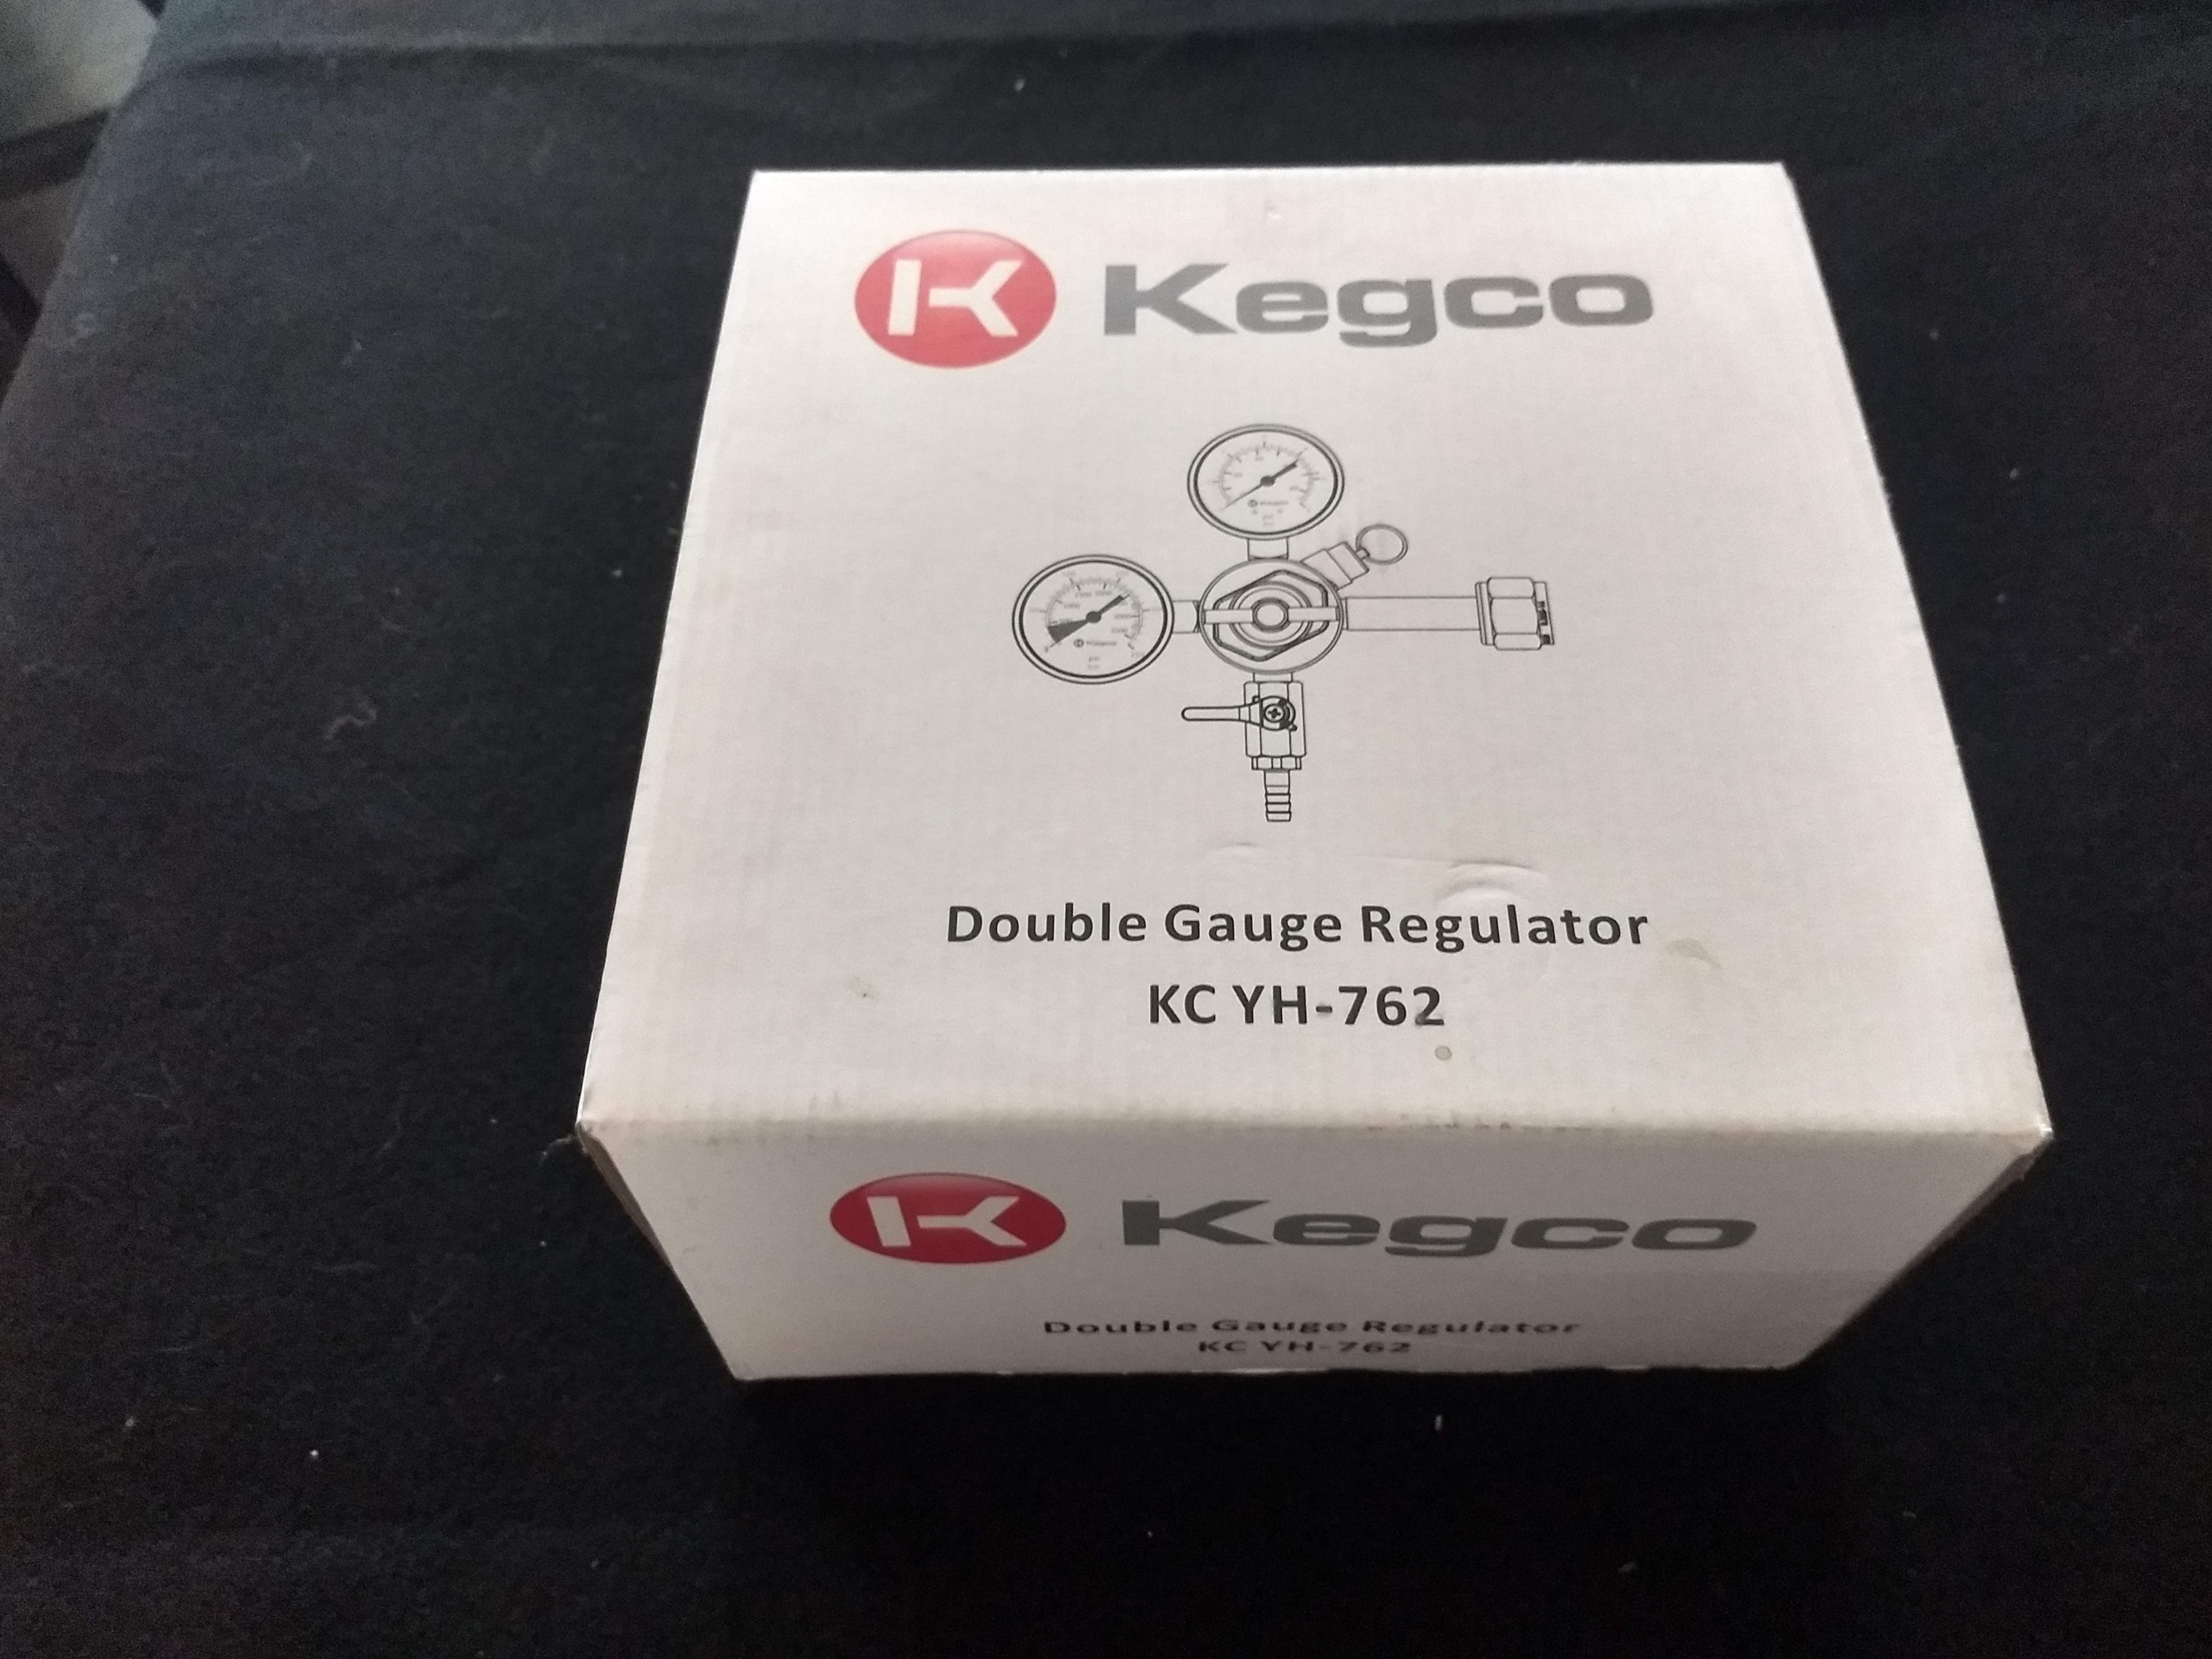 K Kegco
Double Gauge Regulator
KC YH-762
K Kegco
Double Gauge Regulator
KC YH-762